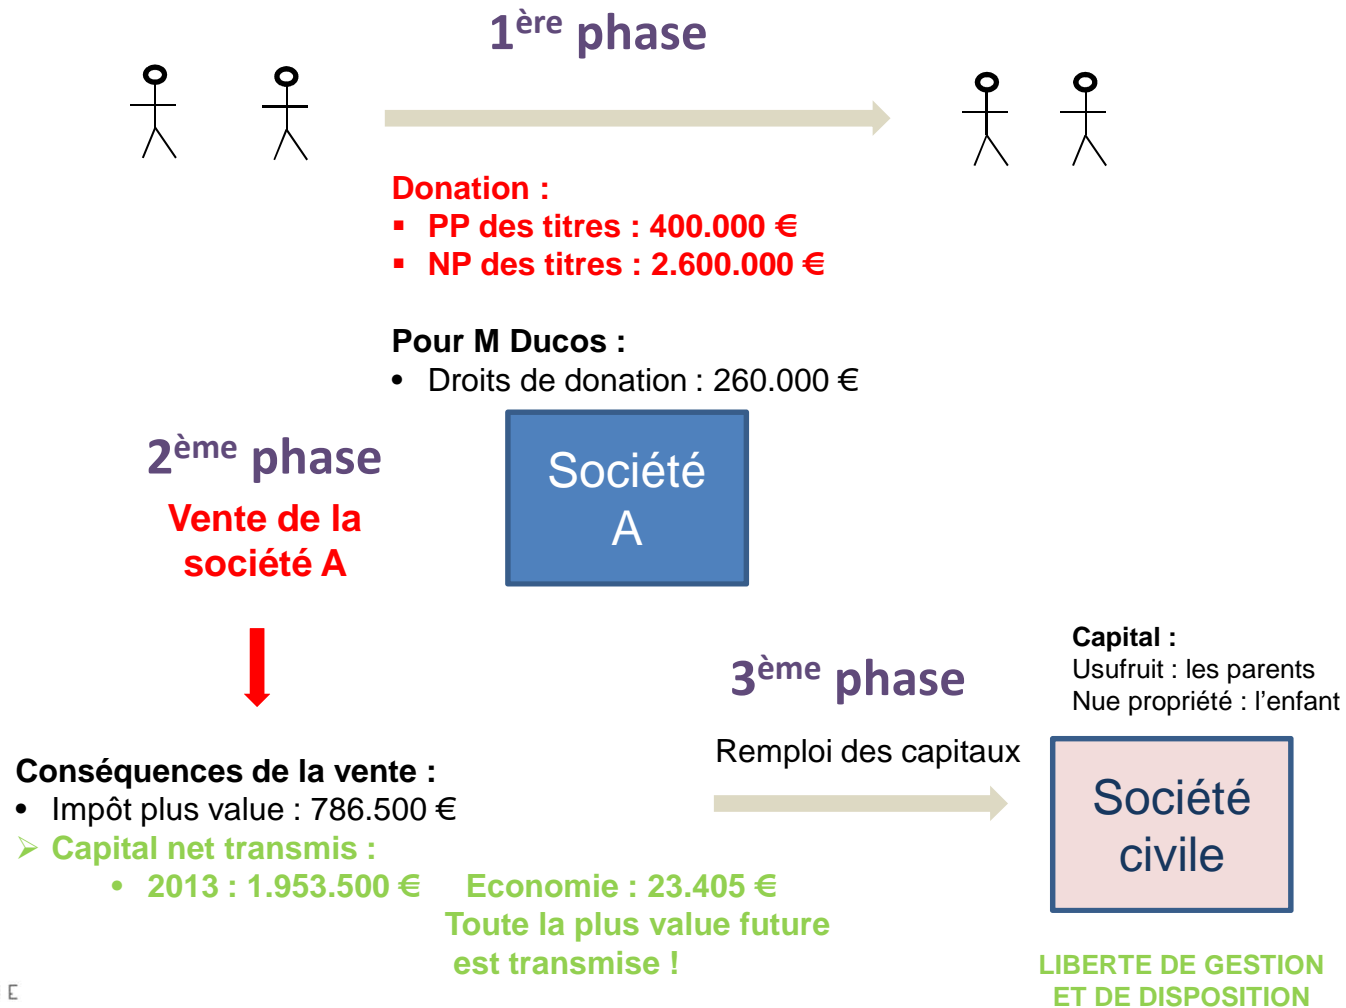 1ère phase
Donation :
▪ PP des titres : 400.000 €
▪ NP des titres : 2.600.000 €
Pour M Ducos :
• Droits de donation : 260.000 €
2ème phase
Vente de la
société A
Société
A
3ème phase
Capital :
Usufruit : les parents
Nue propriété : l'enfant
Remploi des capitaux
Société
civile
Conséquences de la vente :
• Impôt plus value : 786.500 €
➢ Capital net transmis :
• 2013 : 1.953.500 € Economie : 23.405 €
Toute la plus value future
est transmise !
LIBERTE DE GESTION
ET DE DISPOSITION